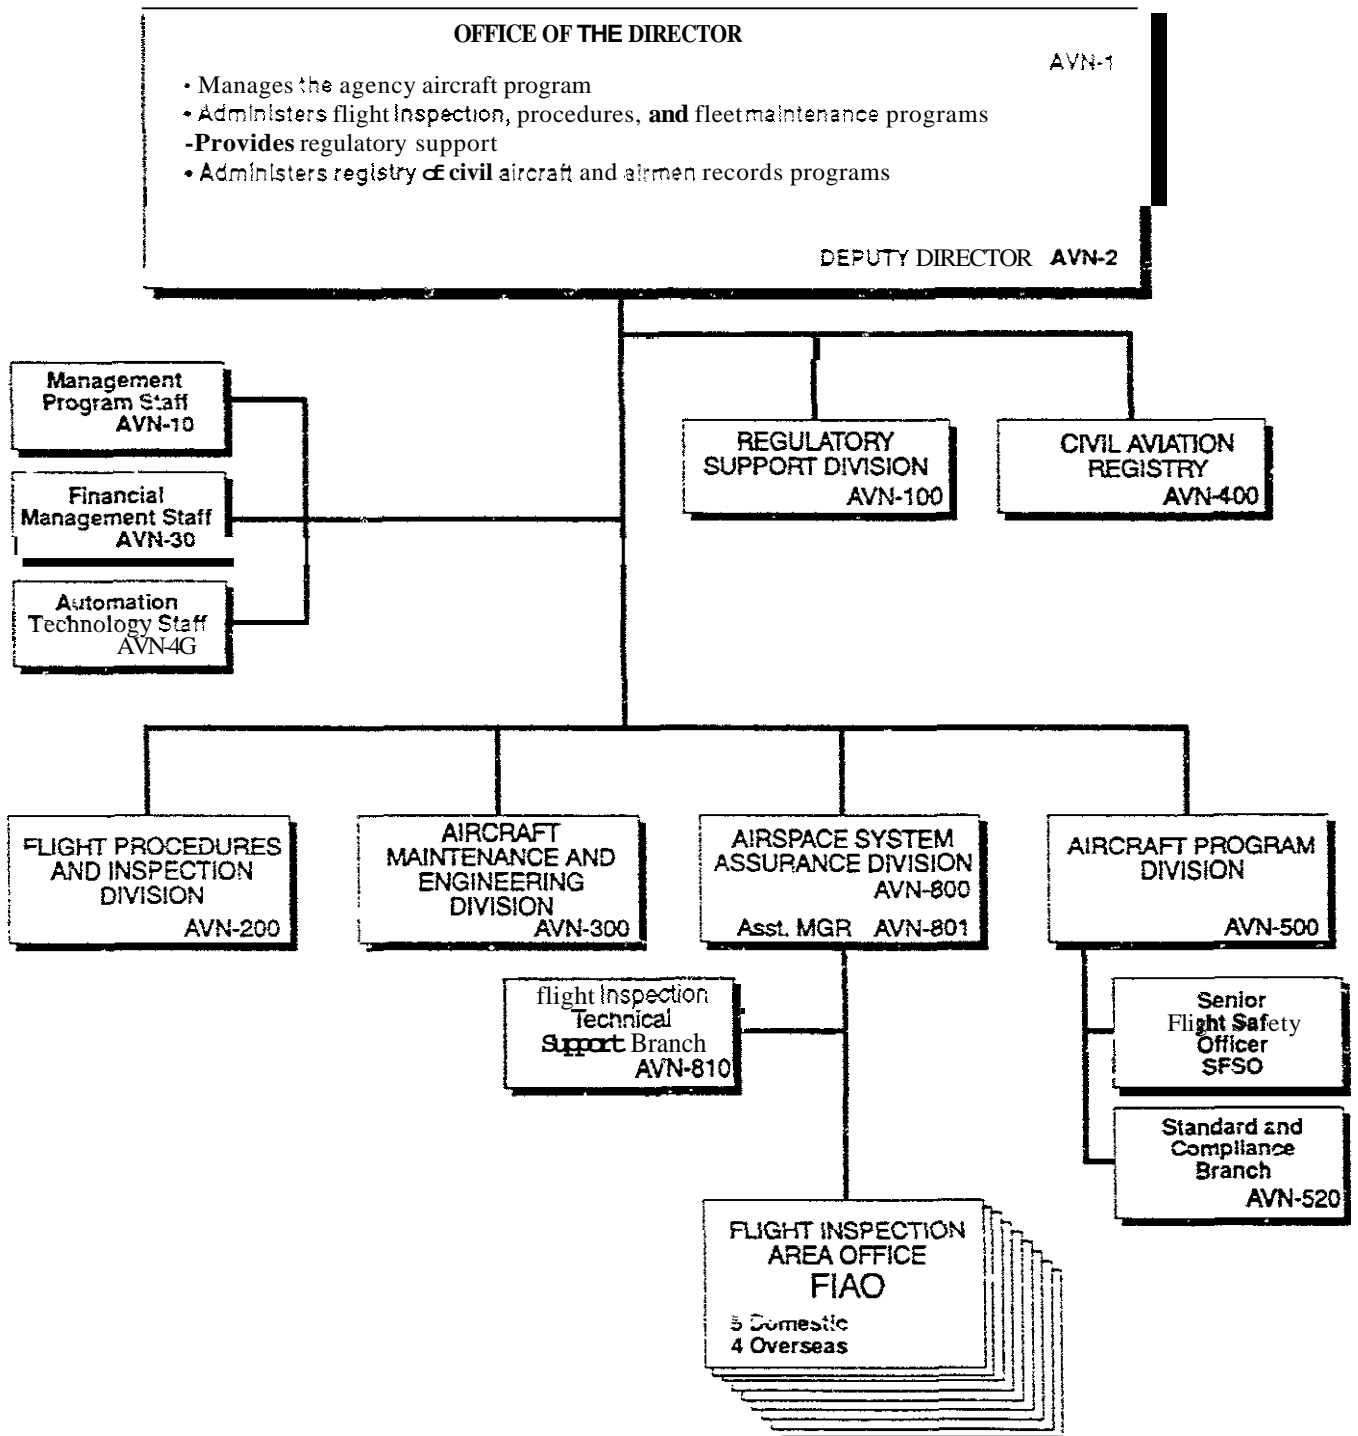 OFFICE OF THE DIRECTOR
AVN-1
• Manages the agency aircraft program
• Administers flight inspection, procedures, and fleet maintenance programs
-Provides regulatory support
• Administers registry of civil aircraft and airmen records programs
DEPUTY DIRECTOR AVN-2
Management
Program Staff
AVN-10
Financial
Management Staff
AVN-30
Automation
Technology Staff
AVN-4G
REGULATORY
SUPPORT DIVISION
AVN-100
CIVIL AVIATION
REGISTRY
AVN-400
FLIGHT PROCEDURES
AND INSPECTION
DIVISION
AVN-200
AIRCRAFT
MAINTENANCE AND
ENGINEERING
DIVISION
AVN-300
AIRSPACE SYSTEM
ASSURANCE DIVISION
AVN-800
Asst. MGR AVN-801
AIRCRAFT PROGRAM
DIVISION
AVN-500
flight Inspection
Technical
Support Branch
AVN-810
Senior
Flight Safety
Officer
SFSO
Standard and
Compliance
Branch
AVN-520
FLIGHT INSPECTION
AREA OFFICE
FIAO
5 Domestic
4 Overseas